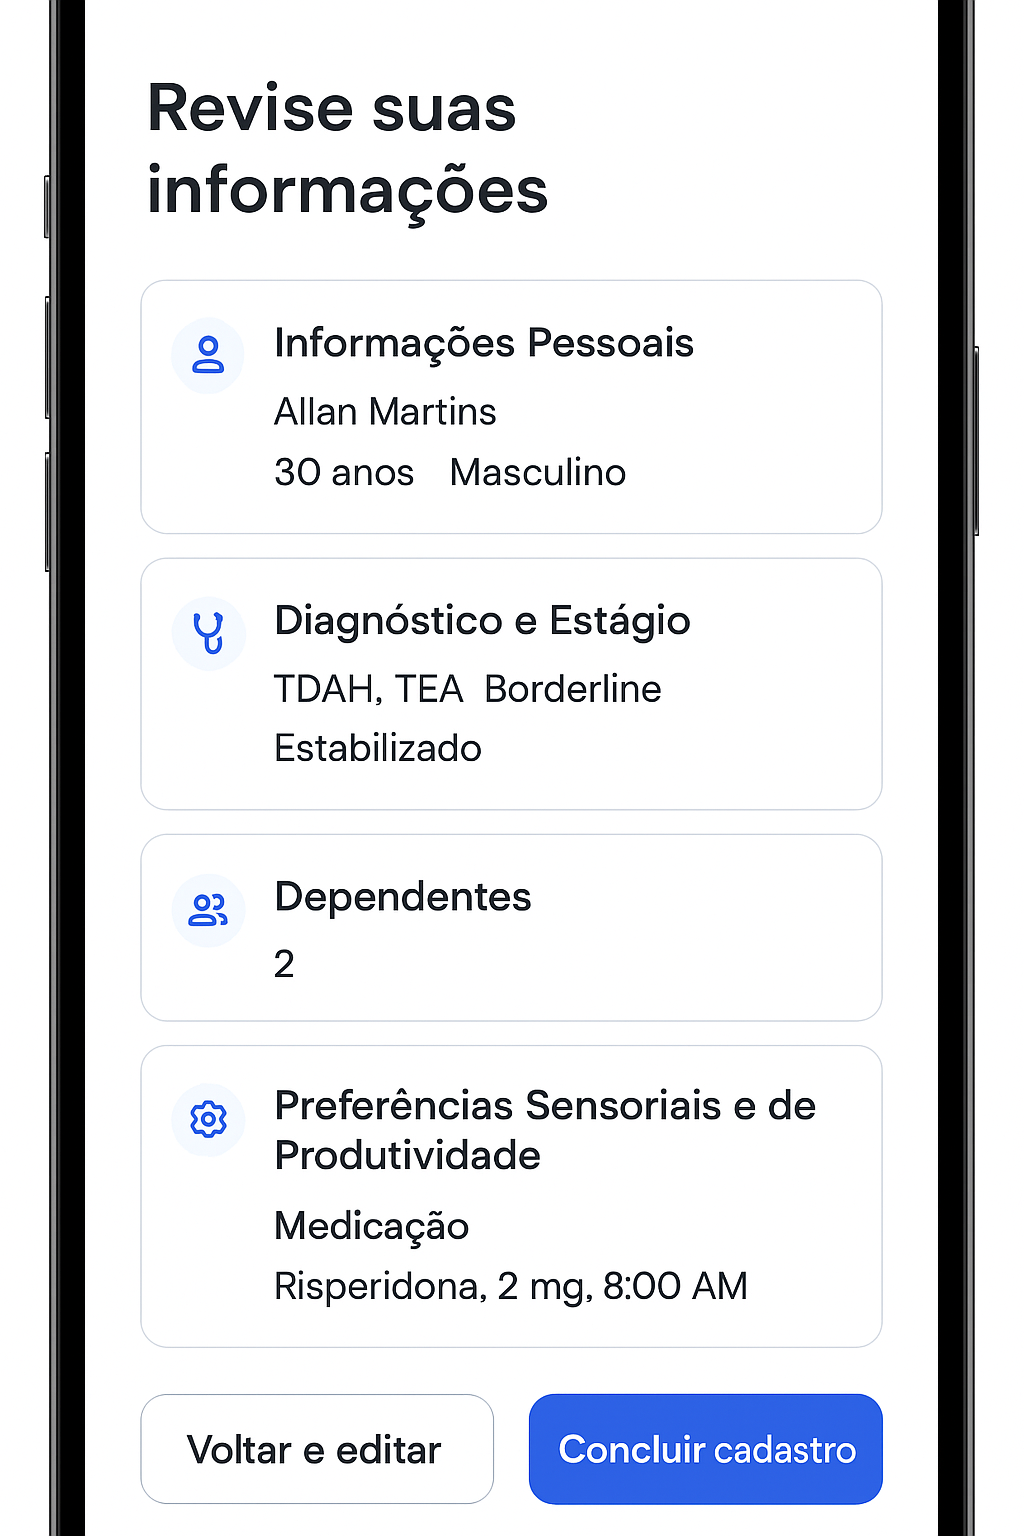 Revise suas
informações
Informações Pessoais
Allan Martins
30 anos Masculino
Diagnóstico e Estágio
TDAH, TEA Borderline
Estabilizado
Dependentes
2
Preferências Sensoriais e de
Produtividade
Medicação
Risperidona, 2 mg, 8:00 AM
Voltar e editar
Concluir cadastro